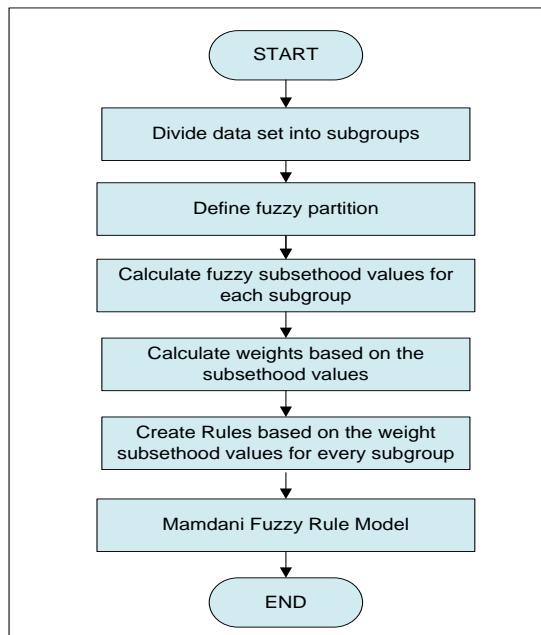 START
Divide data set into subgroups
Define fuzzy partition
Calculate fuzzy subsethood values for
each subgroup
Calculate weights based on the
subsethood values
Create Rules based on the weight
subsethood values for every subgroup
Mamdani Fuzzy Rule Model
END